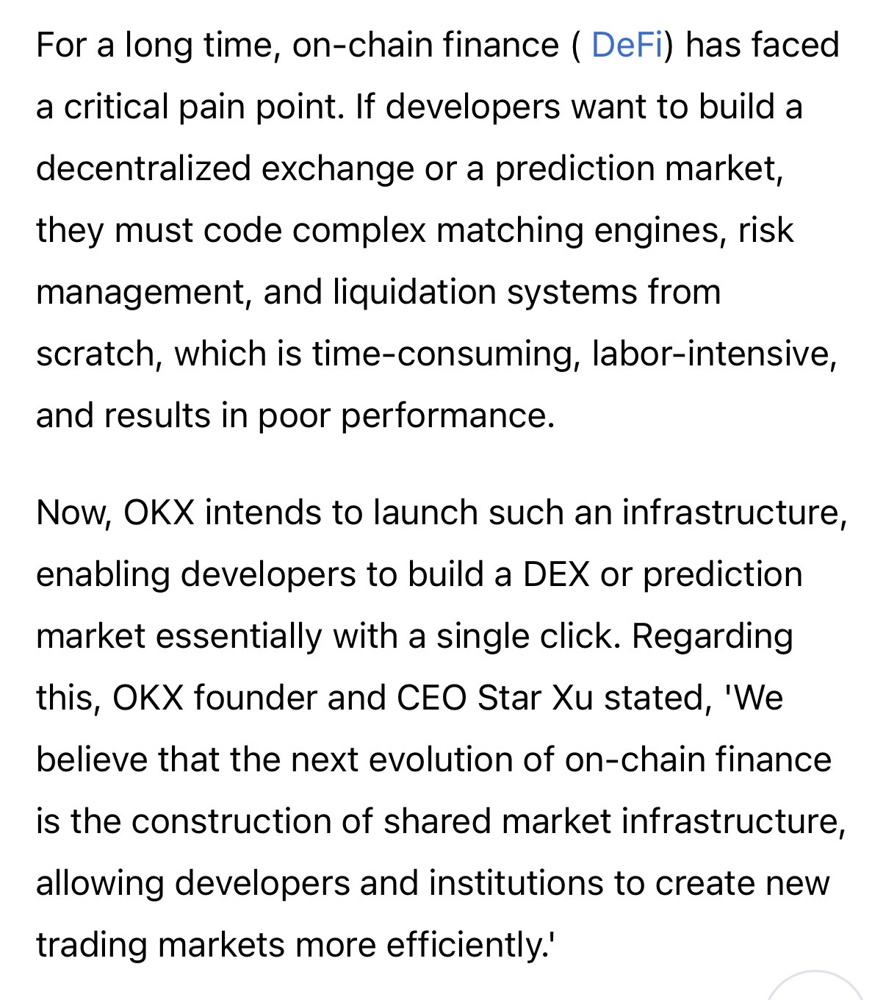 For a long time, on-chain finance ( DeFi) has faced
a critical pain point. If developers want to build a
decentralized exchange or a prediction market,
they must code complex matching engines, risk
management, and liquidation systems from
scratch, which is time-consuming, labor-intensive,
and results in poor performance.
Now, OKX intends to launch such an infrastructure,
enabling developers to build a DEX or prediction
market essentially with a single click. Regarding
this, OKX founder and CEO Star Xu stated, 'We
believe that the next evolution of on-chain finance
is the construction of shared market infrastructure,
allowing developers and institutions to create new
trading markets more efficiently.'